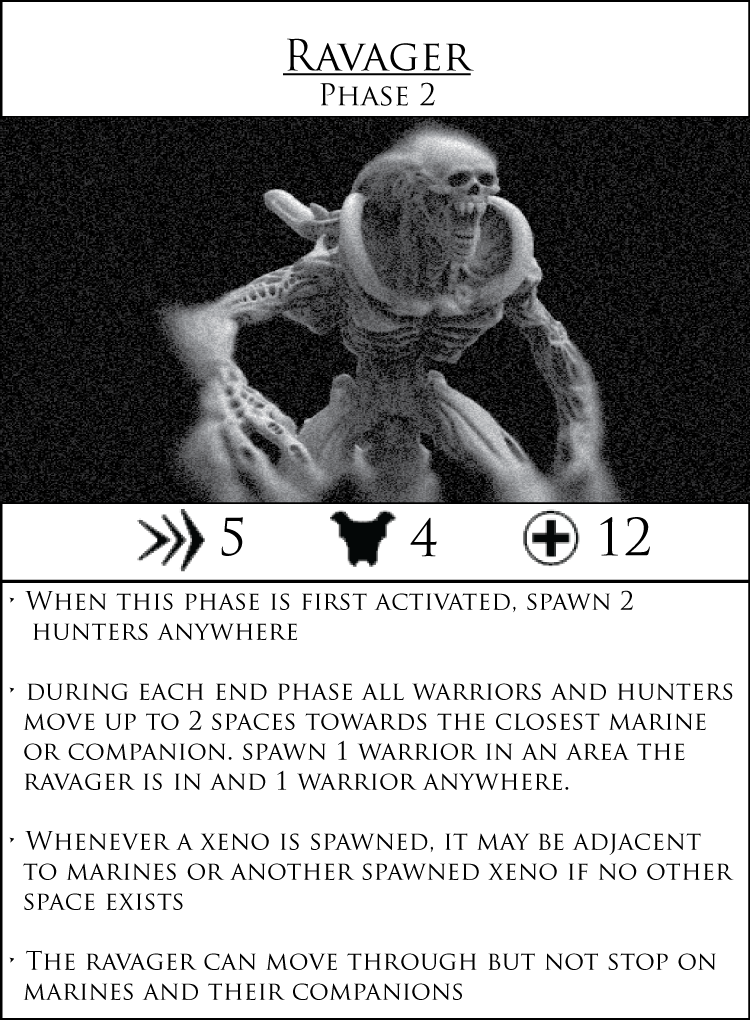 Ravager
Phase 2
5 4 12
· When this phase is first activated, spawn 2
hunters anywhere
· during each end phase all warriors and hunters
move up to 2 spaces towards the closest marine
or companion. spawn 1 warrior in an area the
ravager is in and 1 warrior anywhere.
· Whenever a xeno is spawned, it may be adjacent
to marines or another spawned xeno if no other
space exists
· The ravager can move through but not stop on
marines and their companions